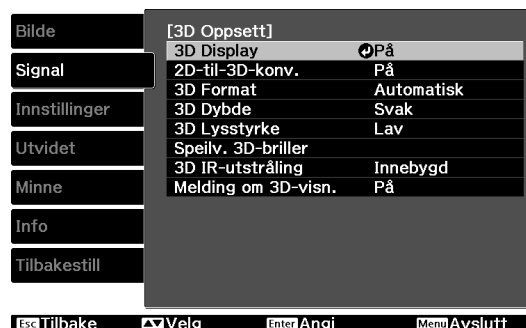 Bilde
Signal
Innstillinger
Utvidet
Minne
Info
Tilbakestill
[3D Oppsett]
3D Display På
2D-til-3D-konv. På
3D Format Automatisk
3D Dybde Svak
3D Lysstyrke Lav
Speilv. 3D-briller
3D IR-utstråling Innebygd
Melding om 3D-visn. På
Esc Tilbake Velg Enter Angi Menu Avslutt